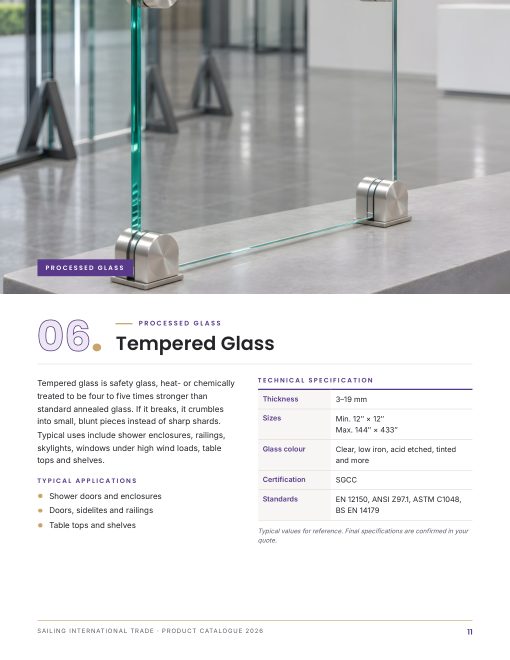 PROCESSED GLASS
06.
PROCESSED GLASS
Tempered Glass
Tempered glass is safety glass, heat- or chemically
treated to be four to five times stronger than
standard annealed glass. If it breaks, it crumbles
into small, blunt pieces instead of sharp shards.
Typical uses include shower enclosures, railings,
skylights, windows under high wind loads, table
tops and shelves.
TYPICAL APPLICATIONS
Shower doors and enclosures
Doors, sidelites and railings
Table tops and shelves
TECHNICAL SPECIFICATION
Thickness 3–19 mm
Sizes Min. 12″ × 12″
Max. 144″ × 433″
Glass colour Clear, low iron, acid etched, tinted
and more
Certification SGCC
Standards EN 12150, ANSI Z97.1, ASTM C1048,
BS EN 14179
Typical values for reference. Final specifications are confirmed in your
quote.
SAILING INTERNATIONAL TRADE · PRODUCT CATALOGUE 2026
11